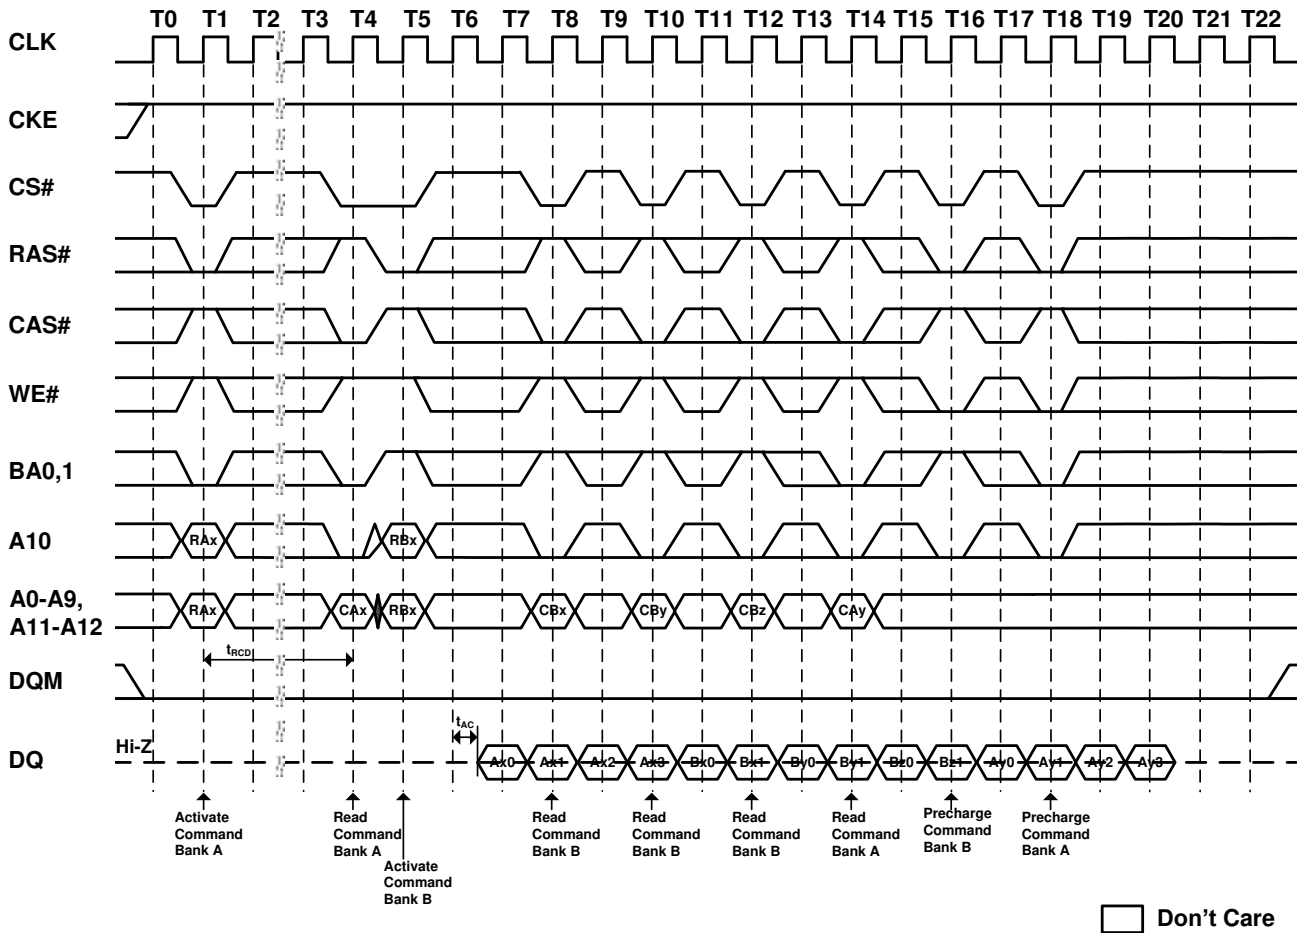 T0 T1 T2 T3 T4 T5 T6 T7 T8 T9 T10 T11 T12 T13 T14 T15 T16 T17 T18 T19 T20 T21 T22
CLK
CKE
CS#
RAS#
CAS#
WE#
BA0,1
A10 RAx RBx
A0-A9,
A11-A12 RAx CAx RBx CBx CBy CBz CAy
tRCD
DQM
tAC
Hi-Z
DQ Ax0 Ax1 Ax2 Ax3 Bx0 Bx1 By0 By1 Bz0 Bz1 Ay0 Ay1 Ay2 Ay3
Activate
Command
Bank A
Read
Command
Bank A
Activate
Command
Bank B
Read
Command
Bank B
Read
Command
Bank B
Read
Command
Bank B
Read
Command
Bank A
Precharge
Command
Bank B
Precharge
Command
Bank A
Don't Care